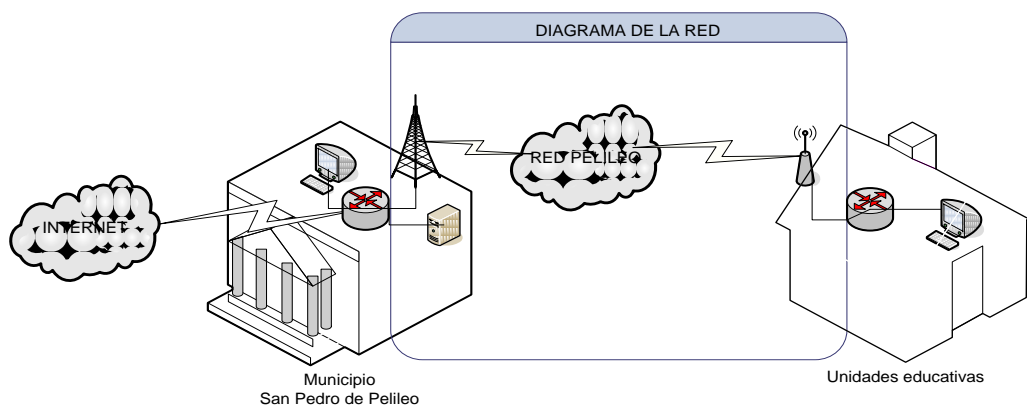 DIAGRAMA DE LA RED
INTERNET
RED PELILEO
Municipio
San Pedro de Pelileo
Unidades educativas